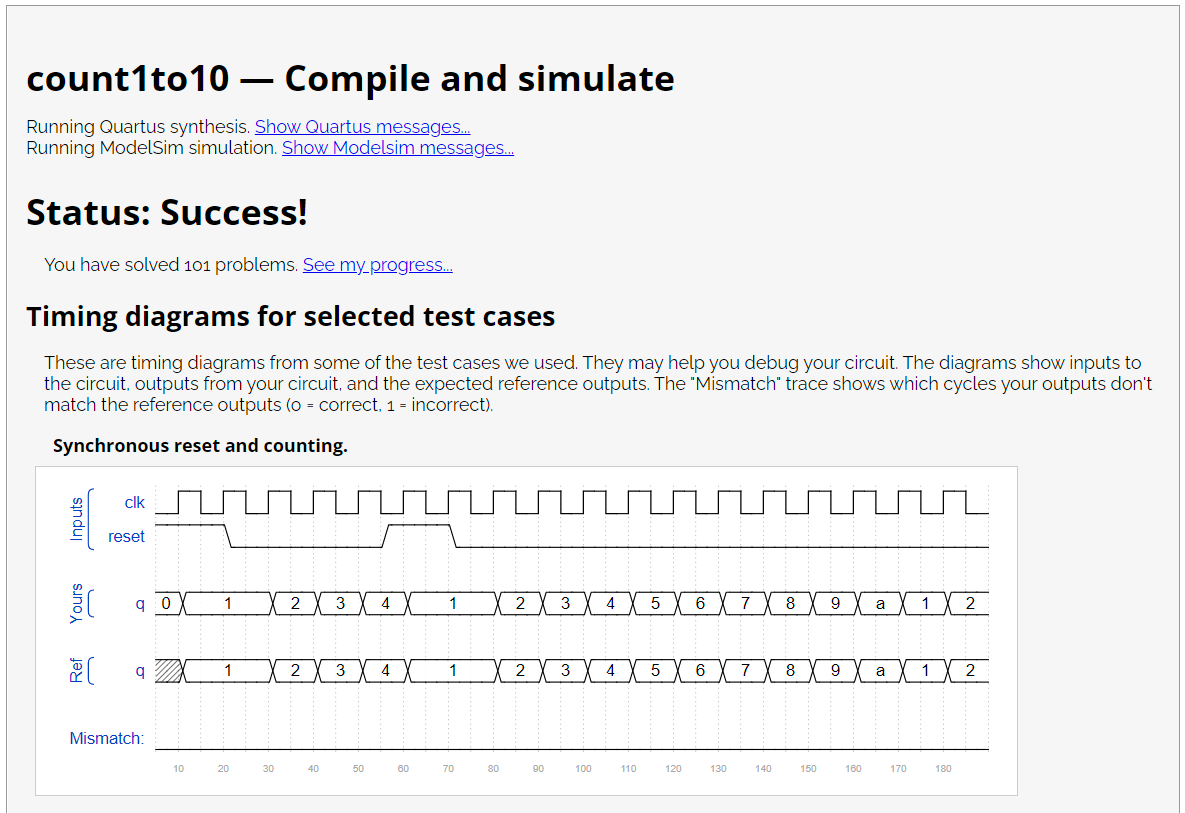 count1to10 — Compile and simulate
Running Quartus synthesis. Show Quartus messages...
Running ModelSim simulation. Show Modelsim messages...
Status: Success!
You have solved 101 problems. See my progress...
Timing diagrams for selected test cases
These are timing diagrams from some of the test cases we used. They may help you debug your circuit. The diagrams show inputs to
the circuit, outputs from your circuit, and the expected reference outputs. The "Mismatch" trace shows which cycles your outputs don't
match the reference outputs (0 = correct, 1 = incorrect).
Synchronous reset and counting.
Inputs
clk
reset
Yours
q 0 1 2 3 4 1 2 3 4 5 6 7 8 9 a 1 2
Ref
q 1 2 3 4 1 2 3 4 5 6 7 8 9 a 1 2
Mismatch:
10 20 30 40 50 60 70 80 90 100 110 120 130 140 150 160 170 180